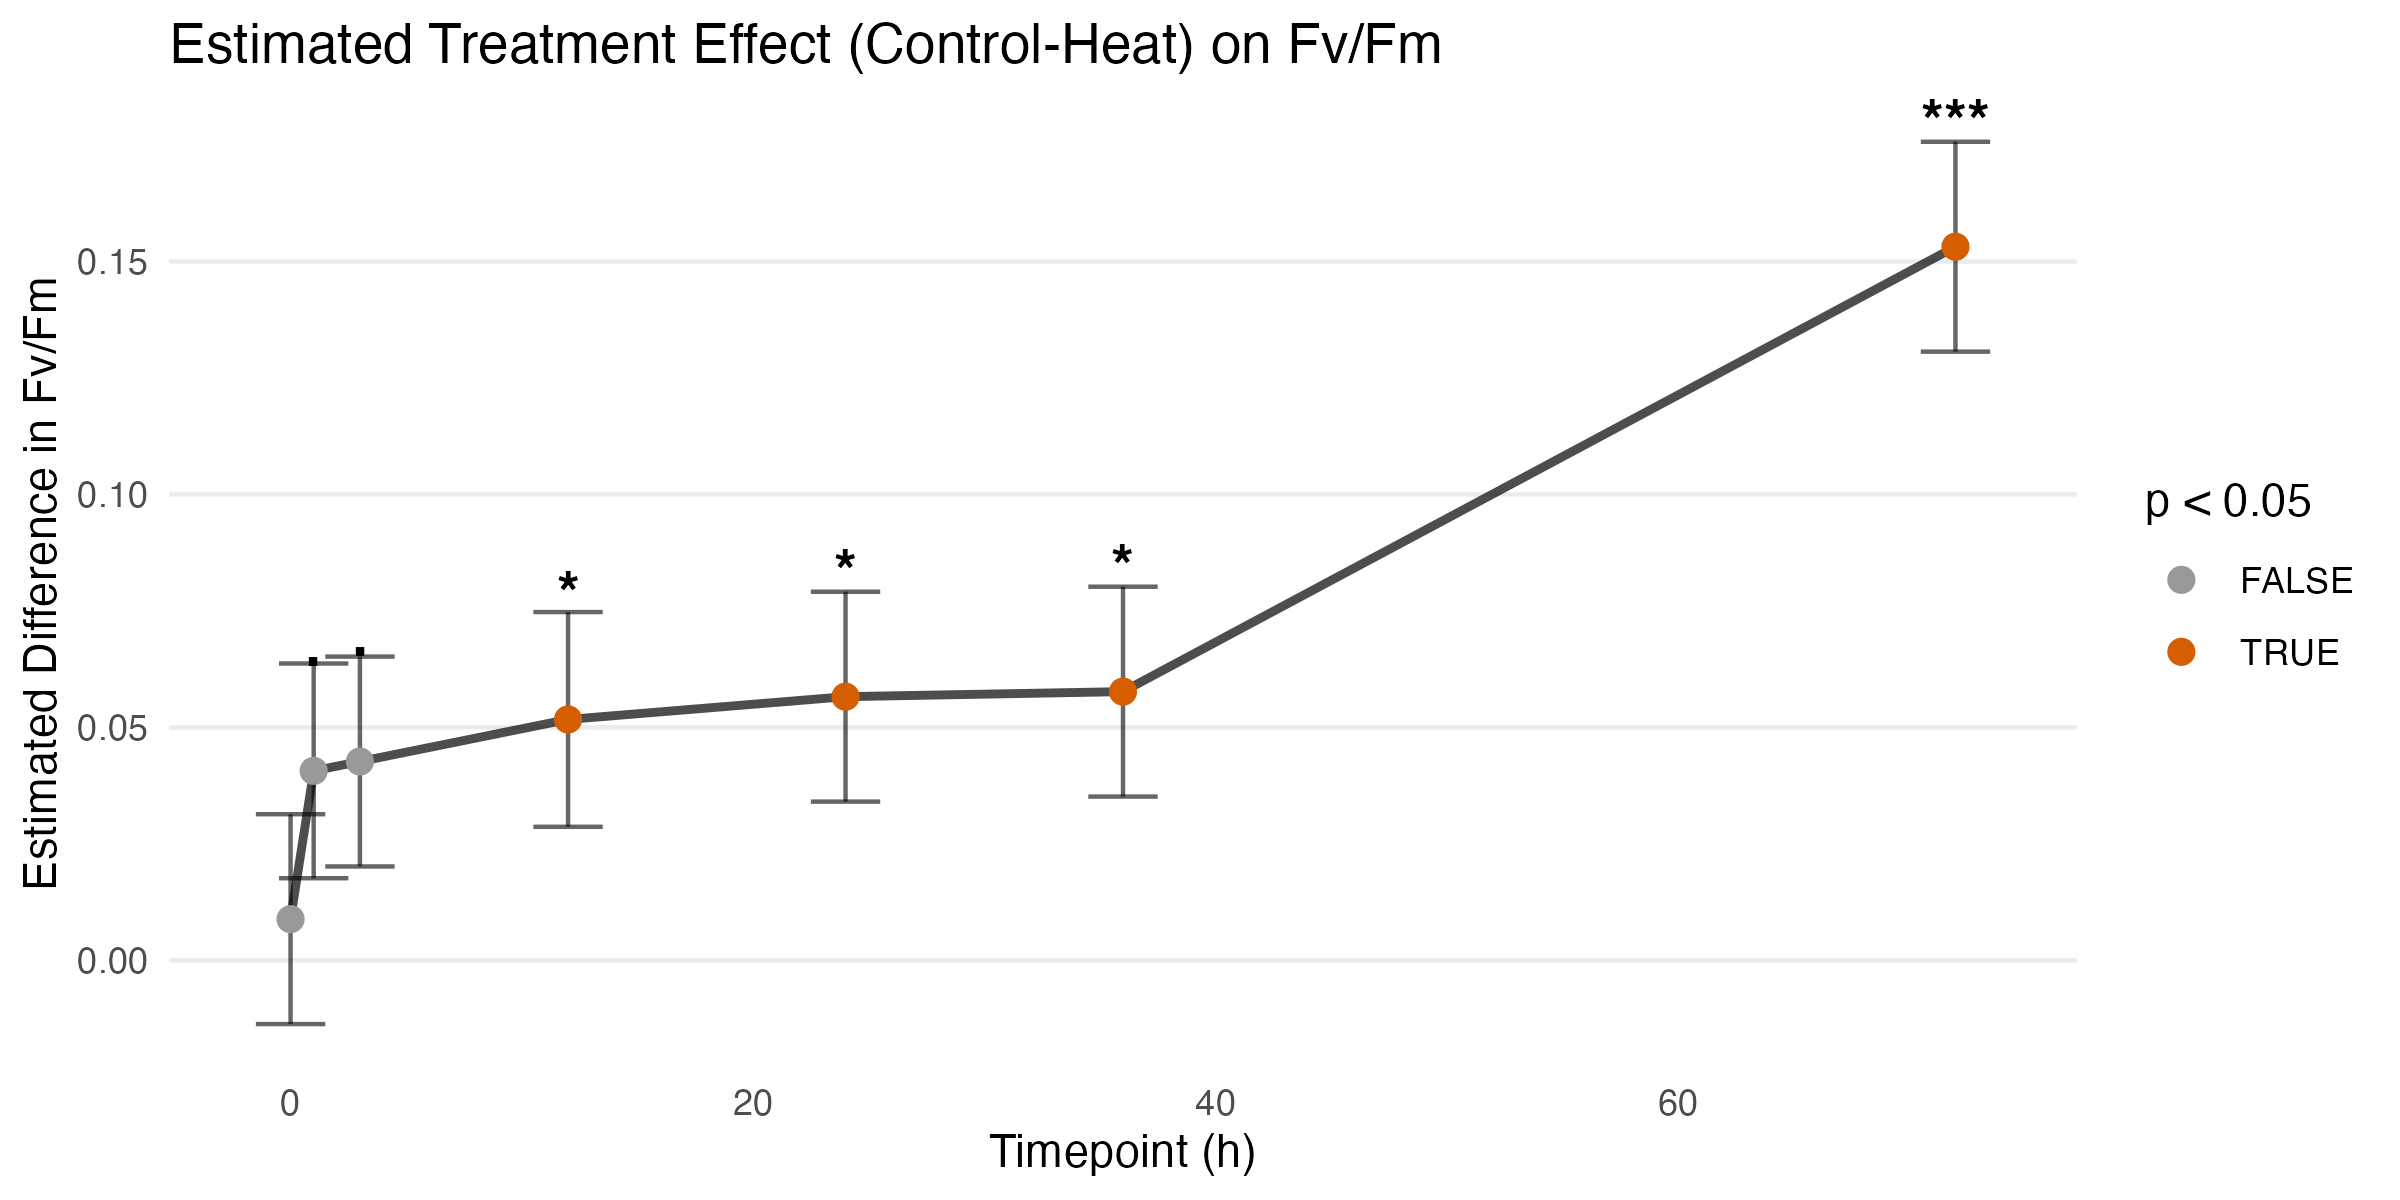 Estimated Treatment Effect (Control-Heat) on Fv/Fm
Estimated Difference in Fv/Fm
0.15
0.10
0.05
0.00
.
.
*
*
*
***
0
20
40
60
Timepoint (h)
p < 0.05
FALSE
TRUE